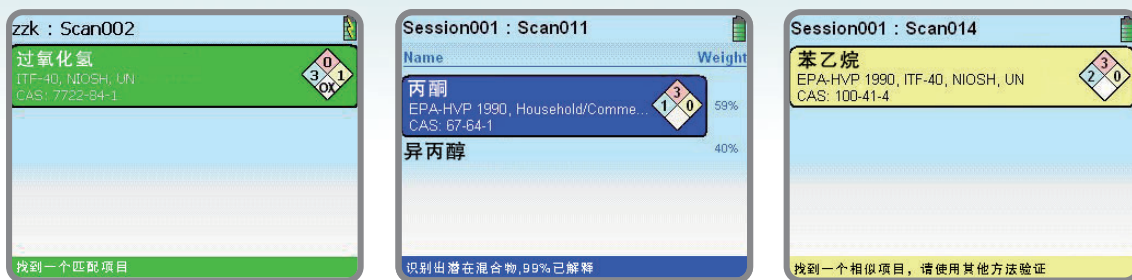 zzk : Scan002
过氧化氢
ITF-40, NIOSH, UN
CAS: 7722-84-1
0
3 1
OX
找到一个匹配项目
Session001 : Scan011
Name Weight
丙酮
EPA-HVP 1990, Household/Comme...
CAS: 67-64-1
3
1 0
59%
异丙醇 40%
识别出潜在混合物,99%已解释
Session001 : Scan014
苯乙烷
EPA-HVP 1990, ITF-40, NIOSH, UN
CAS: 100-41-4
3
2 0
找到一个相似项目，请使用其他方法验证